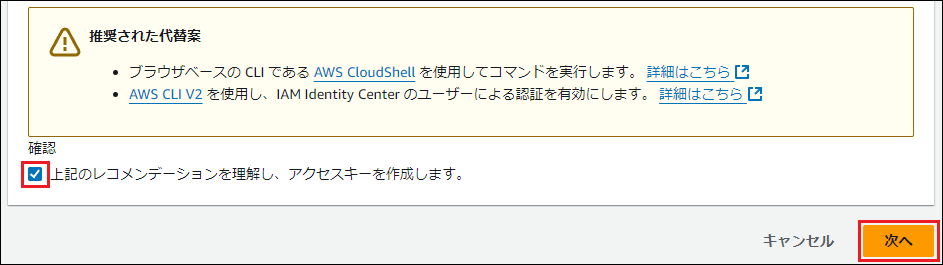 推奨された代替案
• ブラウザベースの CLI である AWS CloudShell を使用してコマンドを実行します。 詳細はこちら
• AWS CLI V2 を使用し、IAM Identity Center のユーザーによる認証を有効にします。 詳細はこちら
確認
上記のレコメンデーションを理解し、アクセスキーを作成します。
キャンセル 次へ